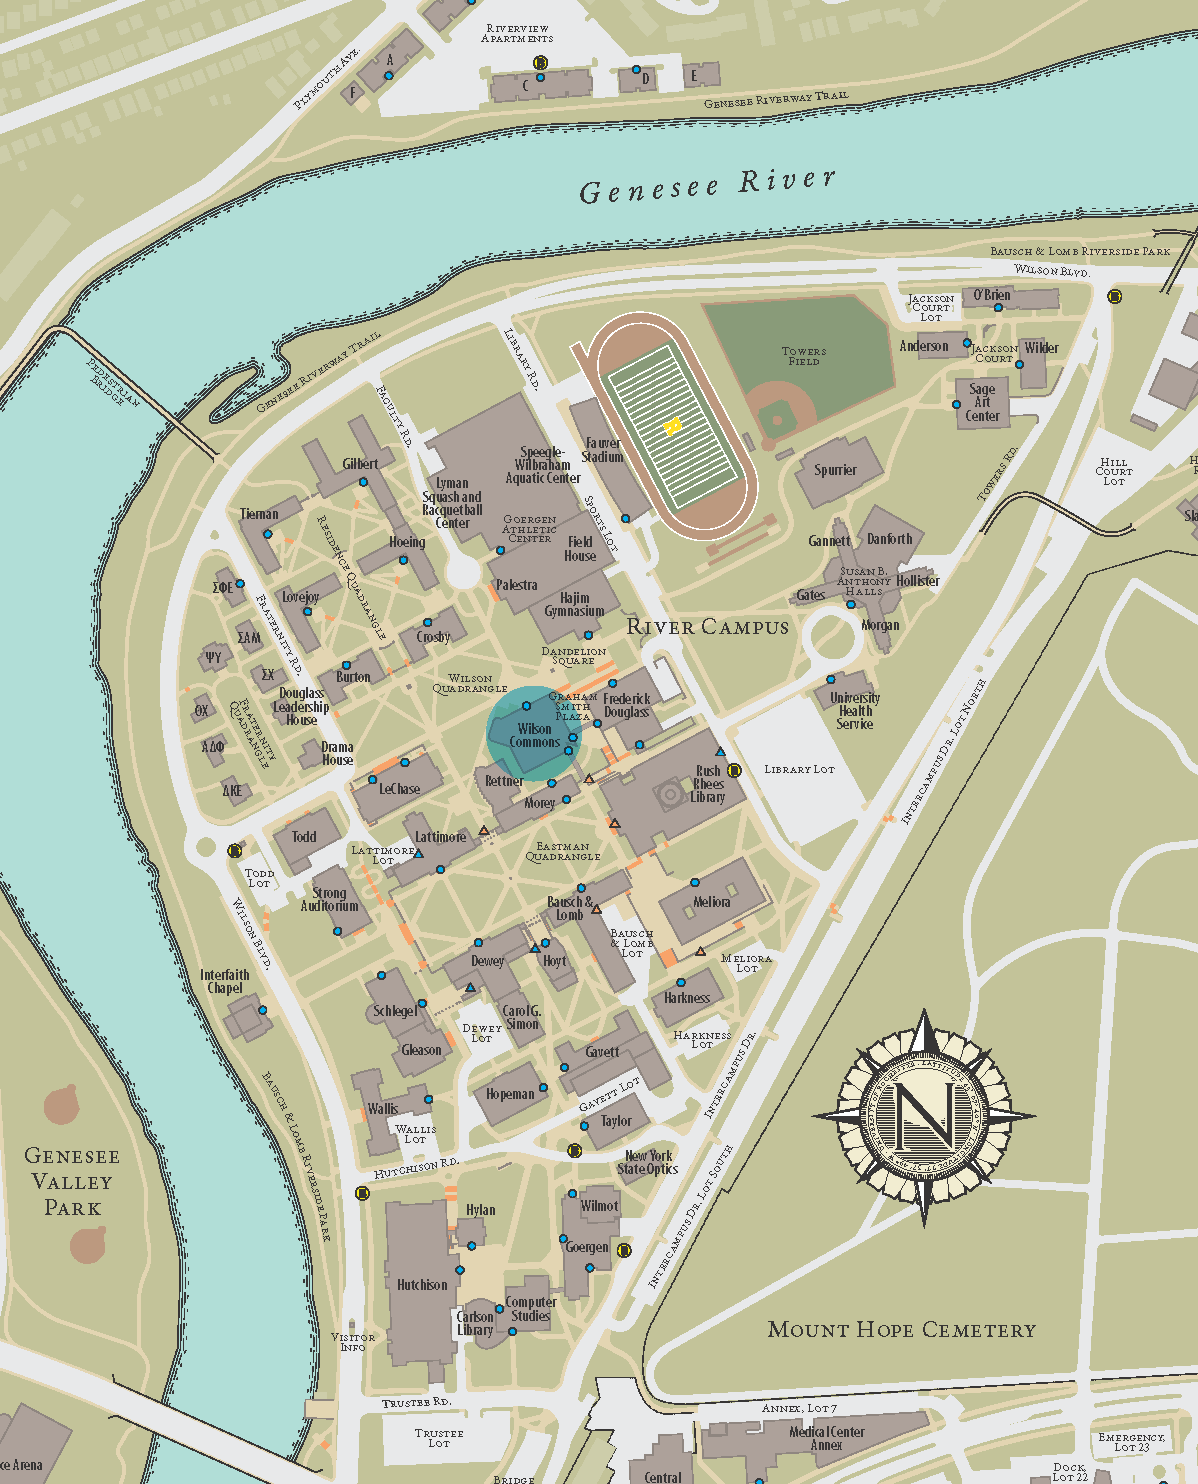 RIVERVIEW
APARTMENTS
A
F
C
D
E
PLYMOUTH AVE.
GENESEE RIVERWAY TRAIL
Genesee River
BAUSCH & LOMB RIVERSIDE PARK
WILSON BLVD.
JACKSON
COURT
LOT
O'Brien
Anderson
JACKSON
COURT
Wilder
Sage
Art
Center
TOWERS
FIELD
LIBRARY RD.
GENESEE RIVERWAY TRAIL
PEDESTRIAN
BRIDGE
FACULTY RD.
Fauver
Stadium
Speegle-
Wilbraham
Aquatic Center
Gilbert
Lyman
Squash and
Racquetball
Center
Spurrier
TOWERS RD.
HILL
COURT
LOT
SPORTS LOT
GOERGEN
ATHLETIC
CENTER
Field
House
Tiernan
RESIDENCE QUADRANGLE
Hoeing
Gannett
Danforth
SUSAN B.
ANTHONY
HALLS
Hollister
Gates
Morgan
ΣΦΕ
Lovejoy
FRATERNITY RD.
Palestra
Hajim
Gymnasium
RIVER CAMPUS
ΣΑΜ
Crosby
ΨΥ
ΣΧ
Burton
DANDELION
SQUARE
WILSON
QUADRANGLE
Douglass
Leadership
House
ΘΧ
FRATERNITY
QUADRANGLE
GRAHAM
SMITH
PLAZA
Frederick
Douglass
University
Health
Service
INTERCAMPUS DR. LOT NORTH
ΑΔΦ
Drama
House
Wilson
Commons
ΔΚΕ
LeChase
Rettner
Morey
Rush
Rhees
Library
LIBRARY LOT
Todd
Lattimore
LATTIMORE
LOT
EASTMAN
QUADRANGLE
TODD
LOT
Strong
Auditorium
WILSON BLVD.
Bausch &
Lomb
Meliora
BAUSCH
& LOMB
LOT
MELIORA
LOT
Dewey
Hoyt
Interfaith
Chapel
Schlegel
Carol G.
Simon
Harkness
DEWEY
LOT
HARKNESS
LOT
Gleason
Gavett
INTERCAMPUS DR.
BAUSCH & LOMB RIVERSIDE PARK
Hopeman
GAVETT LOT
Wallis
WALLIS
LOT
Taylor
N
GENESEE
VALLEY
PARK
HUTCHISON RD.
New York
State Optics
INTERCAMPUS DR. LOT SOUTH
Hylan
Wilmot
Goergen
Hutchison
Computer
Studies
Carlson
Library
VISITOR
INFO
MOUNT HOPE CEMETERY
TRUSTEE RD.
ANNEX, LOT 7
TRUSTEE
LOT
Medical Center
Annex
EMERGENCY,
LOT 23
DOCK,
LOT 22
ce Arena
BRIDGE
Central